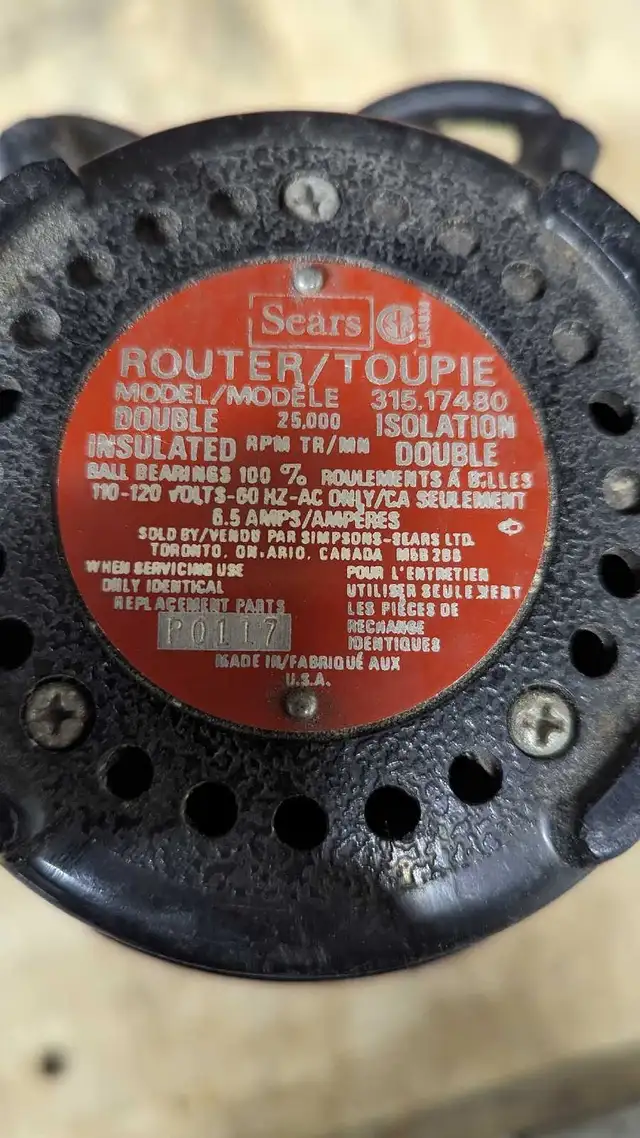 Sears
ROUTER/TOUPIE
MODEL/MODÈLE 315.17480
DOUBLE 25,000 ISOLATION
INSULATED RPM TR/MN DOUBLE
BALL BEARINGS 100 % ROULEMENTS À BILLES
110-120 VOLTS-60 HZ-AC ONLY/CA SEULEMENT
6.5 AMPS/AMPÈRES
SOLD BY/VENDU PAR SIMPSONS-SEARS LTD.
TORONTO, ONTARIO, CANADA M5B 2B8
WHEN SERVICING USE
ONLY IDENTICAL
REPLACEMENT PARTS
P0117
POUR L'ENTRETIEN
UTILISER SEULEMENT
LES PIÈCES DE
RECHANGE
IDENTIQUES
MADE IN/FABRIQUÉ AUX
U.S.A.